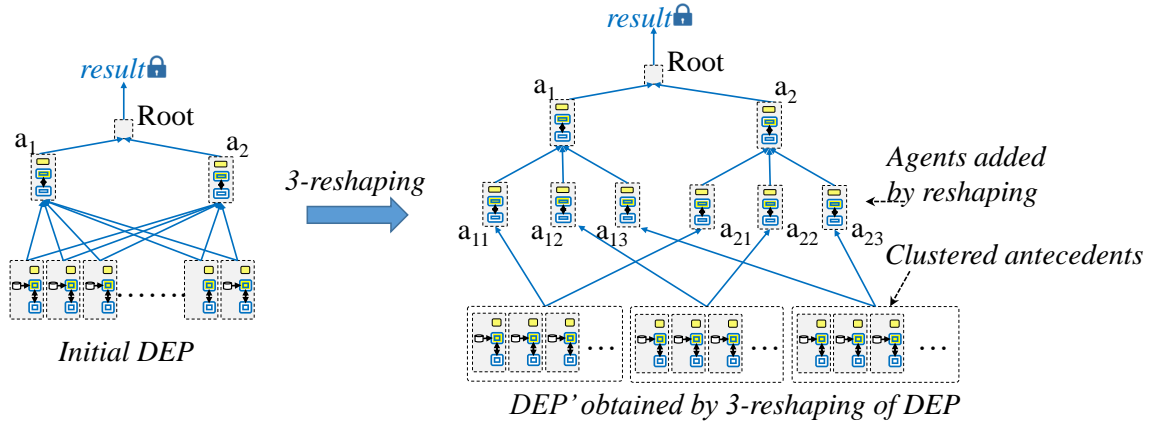 result
Root
a1
a2
Initial DEP
3-reshaping
result
Root
a1
a2
Agents added
by reshaping
a11
a12
a13
a21
a22
a23
Clustered antecedents
.......
...
...
...
DEP’ obtained by 3-reshaping of DEP